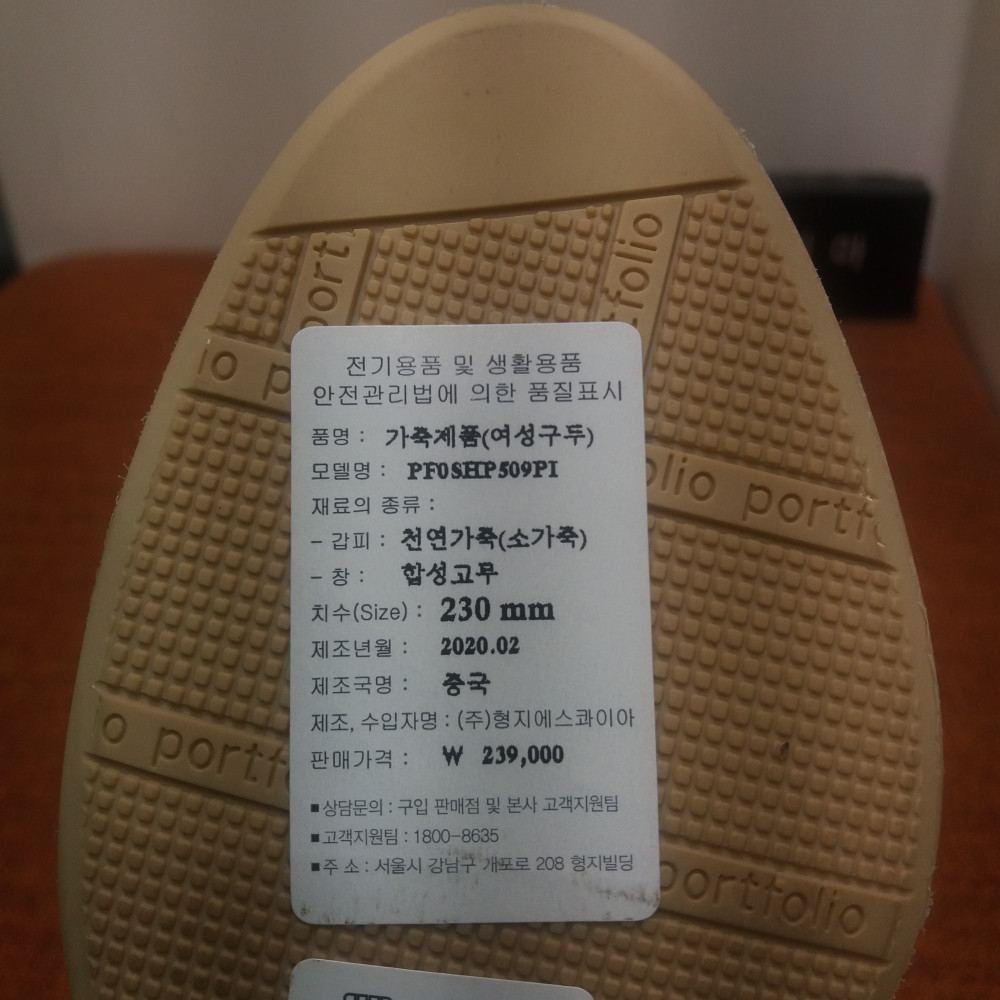 port
folio
io p
전기용품 및 생활용품
안전관리법에 의한 품질표시
품명 : 가죽제품(여성구두)
모델명 : PF0SHP509PI
재료의 종류 :
- 갑피 : 천연가죽(소가죽)
- 창 : 합성고무
치수(Size) : 230 mm
제조년월 : 2020.02
제조국명 : 중국
제조, 수입자명 : (주)형지에스콰이아
판매가격 : ₩ 239,000
■ 상담문의 : 구입 판매점 및 본사 고객지원팀
■ 고객지원팀 : 1800-8635
■ 주 소 : 서울시 강남구 개포로 208 형지빌딩
olio portfo
o portfo
portfolio